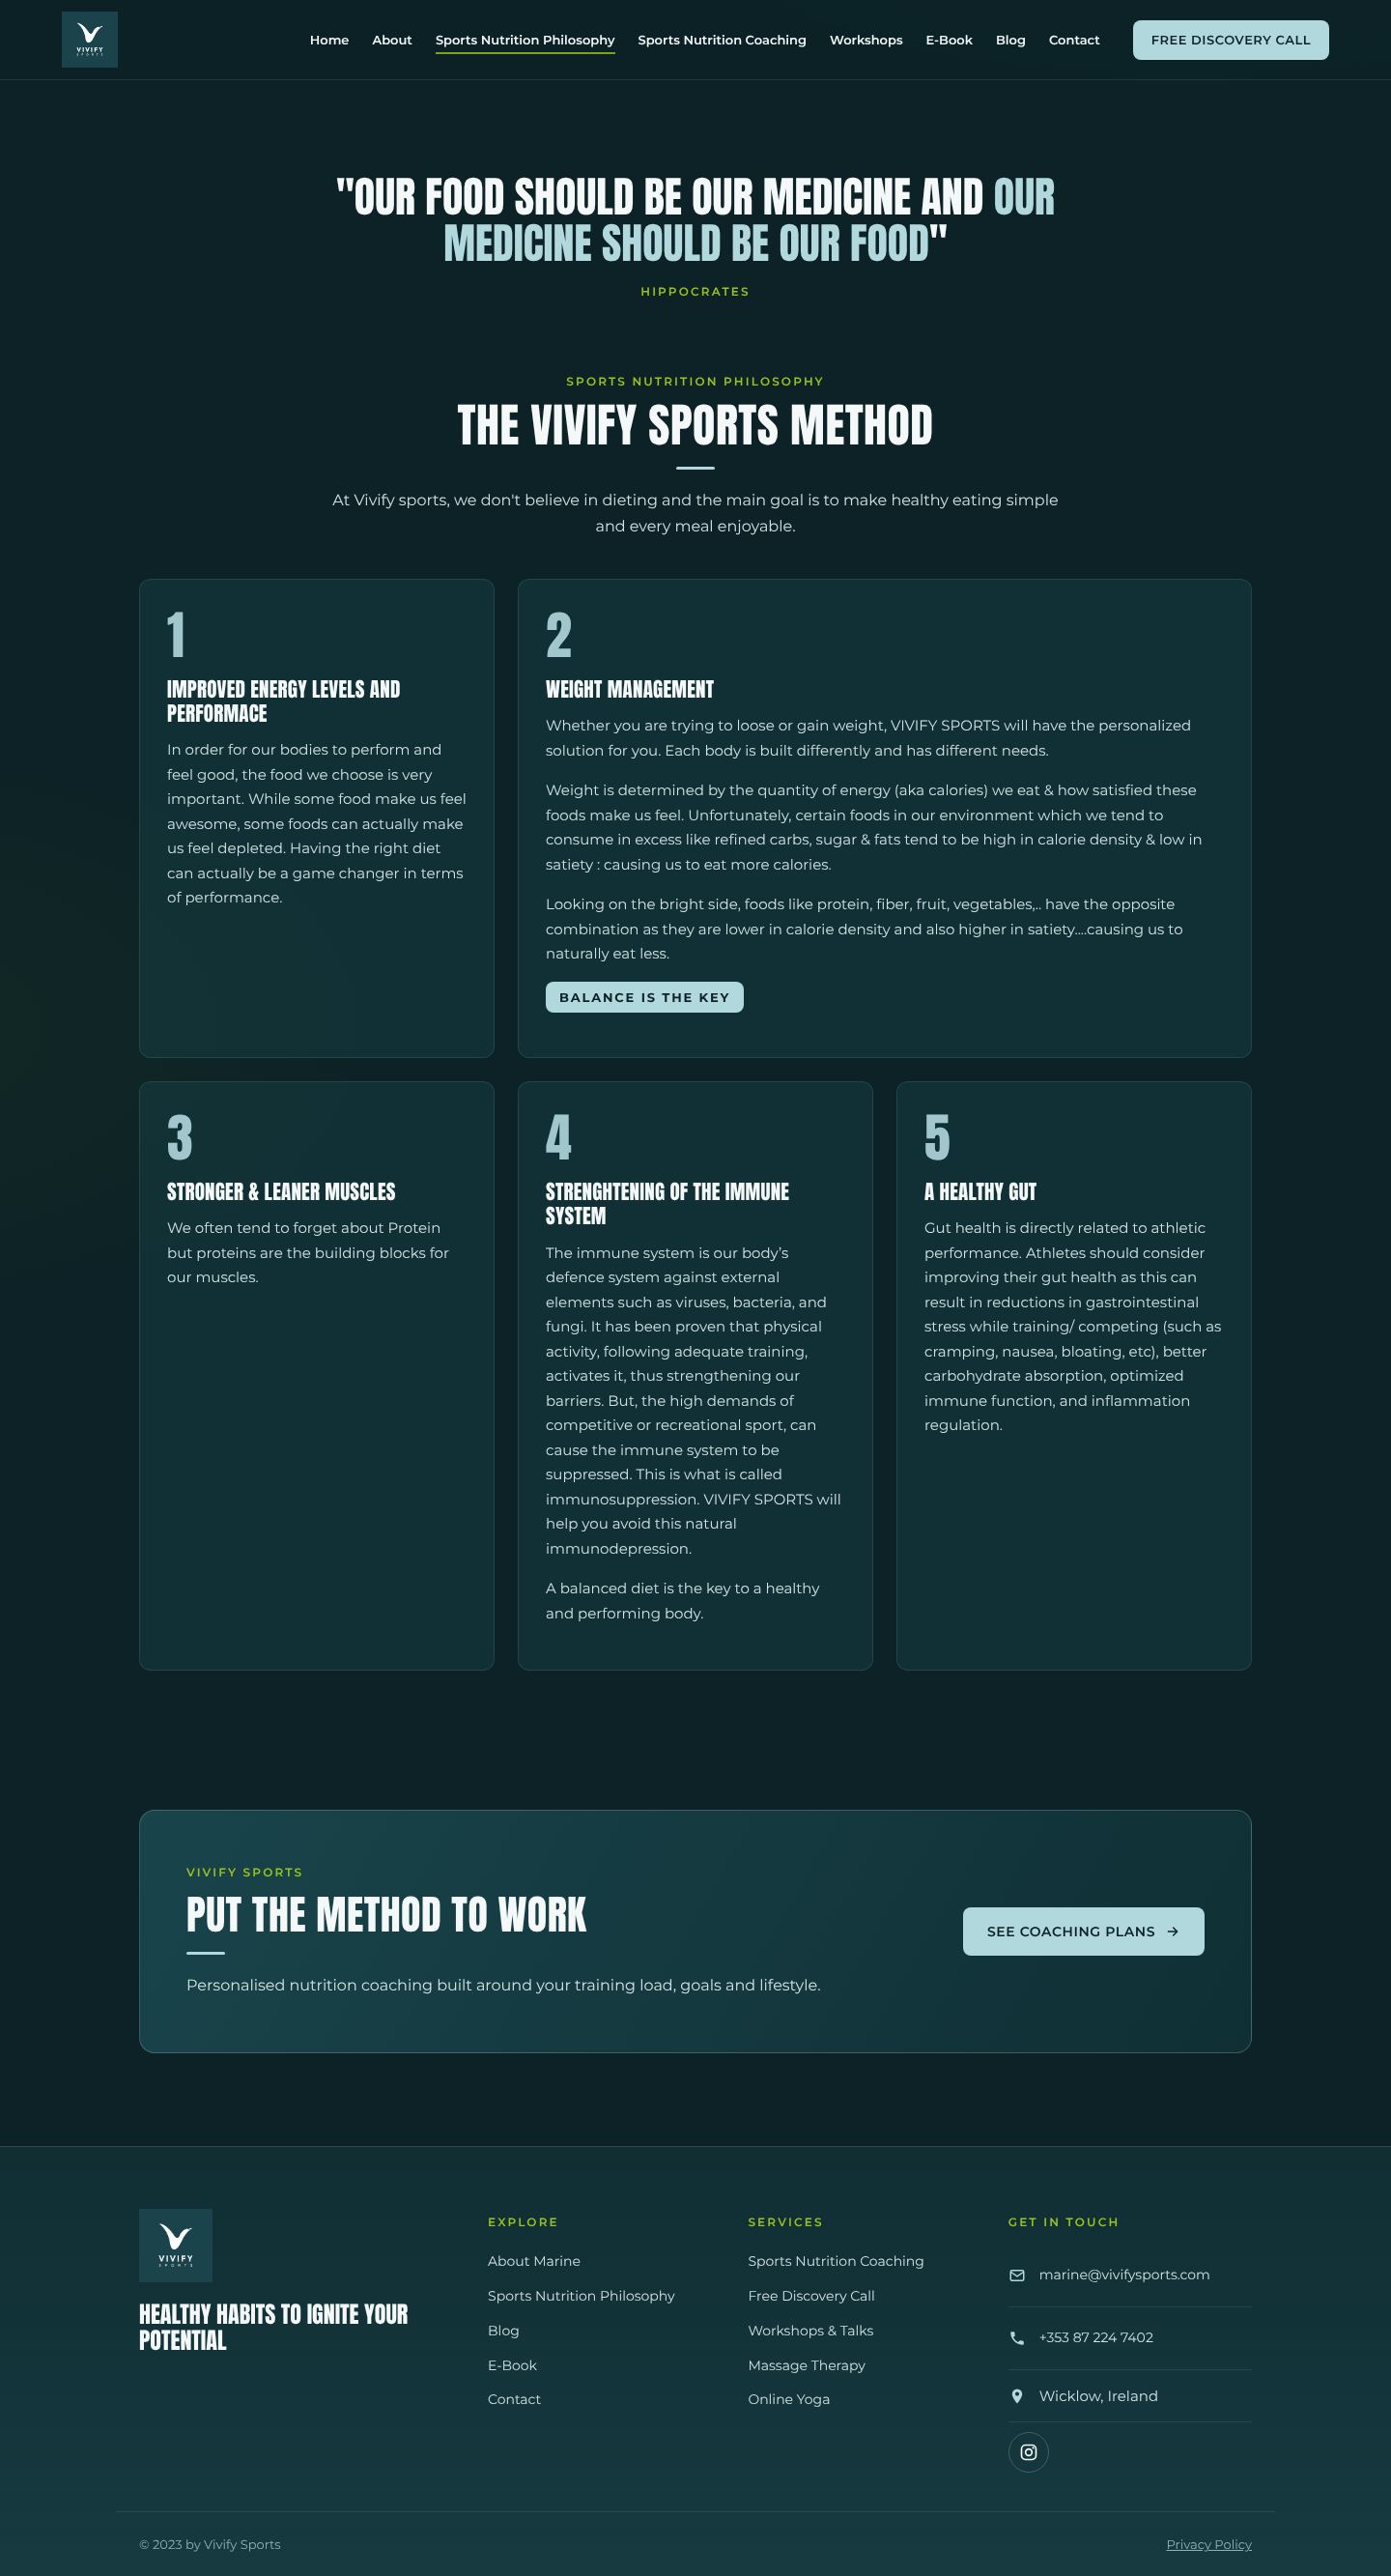 VIVIFY
SPORTS
Home About Sports Nutrition Philosophy Sports Nutrition Coaching Workshops E-Book Blog Contact FREE DISCOVERY CALL
"OUR FOOD SHOULD BE OUR MEDICINE AND OUR
MEDICINE SHOULD BE OUR FOOD"
HIPPOCRATES
SPORTS NUTRITION PHILOSOPHY
THE VIVIFY SPORTS METHOD
At Vivify sports, we don't believe in dieting and the main goal is to make healthy eating simple
and every meal enjoyable.
1
IMPROVED ENERGY LEVELS AND
PERFORMACE
In order for our bodies to perform and
feel good, the food we choose is very
important. While some food make us feel
awesome, some foods can actually make
us feel depleted. Having the right diet
can actually be a game changer in terms
of performance.
2
WEIGHT MANAGEMENT
Whether you are trying to loose or gain weight, VIVIFY SPORTS will have the personalized
solution for you. Each body is built differently and has different needs.
Weight is determined by the quantity of energy (aka calories) we eat & how satisfied these
foods make us feel. Unfortunately, certain foods in our environment which we tend to
consume in excess like refined carbs, sugar & fats tend to be high in calorie density & low in
satiety : causing us to eat more calories.
Looking on the bright side, foods like protein, fiber, fruit, vegetables,.. have the opposite
combination as they are lower in calorie density and also higher in satiety....causing us to
naturally eat less.
BALANCE IS THE KEY
3
STRONGER & LEANER MUSCLES
We often tend to forget about Protein
but proteins are the building blocks for
our muscles.
4
STRENGHTENING OF THE IMMUNE
SYSTEM
The immune system is our body’s
defence system against external
elements such as viruses, bacteria, and
fungi. It has been proven that physical
activity, following adequate training,
activates it, thus strengthening our
barriers. But, the high demands of
competitive or recreational sport, can
cause the immune system to be
suppressed. This is what is called
immunosuppression. VIVIFY SPORTS will
help you avoid this natural
immunodepression.
A balanced diet is the key to a healthy
and performing body.
5
A HEALTHY GUT
Gut health is directly related to athletic
performance. Athletes should consider
improving their gut health as this can
result in reductions in gastrointestinal
stress while training/ competing (such as
cramping, nausea, bloating, etc), better
carbohydrate absorption, optimized
immune function, and inflammation
regulation.
VIVIFY SPORTS
PUT THE METHOD TO WORK
Personalised nutrition coaching built around your training load, goals and lifestyle.
SEE COACHING PLANS →
VIVIFY
SPORTS
HEALTHY HABITS TO IGNITE YOUR
POTENTIAL
EXPLORE
About Marine
Sports Nutrition Philosophy
Blog
E-Book
Contact
SERVICES
Sports Nutrition Coaching
Free Discovery Call
Workshops & Talks
Massage Therapy
Online Yoga
GET IN TOUCH
marine@vivifysports.com
+353 87 224 7402
Wicklow, Ireland
© 2023 by Vivify Sports
Privacy Policy